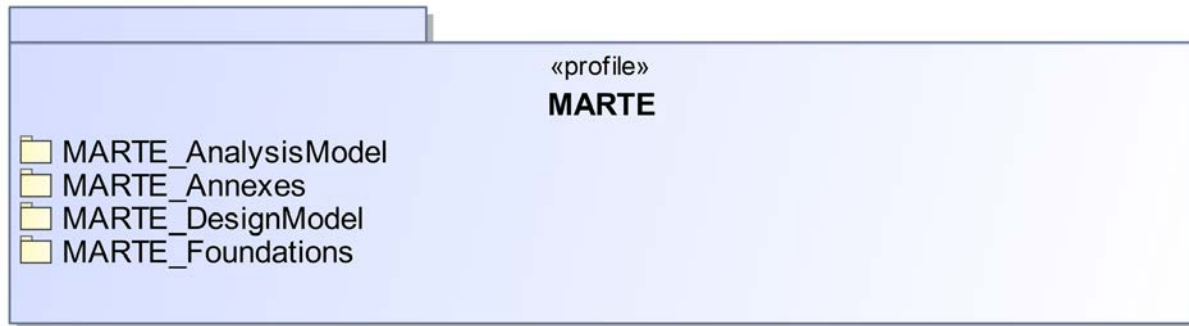 «profile»
MARTE
MARTE_AnalysisModel
MARTE_Annexes
MARTE_DesignModel
MARTE_Foundations